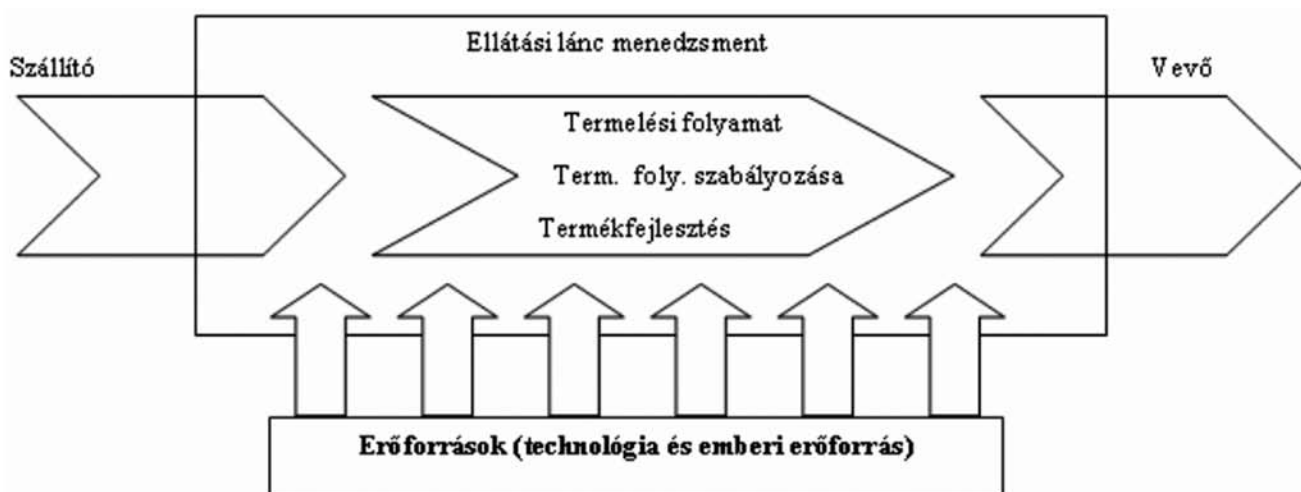 Ellátási lánc menedzsment
Szállító
Vevő
Termelési folyamat
Term. foly. szabályozása
Termékfejlesztés
Erőforrások (technológia és emberi erőforrás)